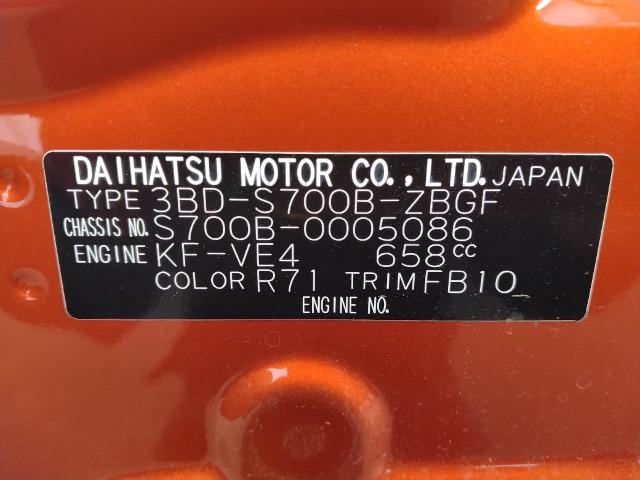 DAIHATSU MOTOR CO., LTD. JAPAN
TYPE 3BD-S700B-ZBGF
CHASSIS NO. S700B-0005086
ENGINE KF-VE4 658cc
COLOR R71 TRIM FB10
ENGINE NO.